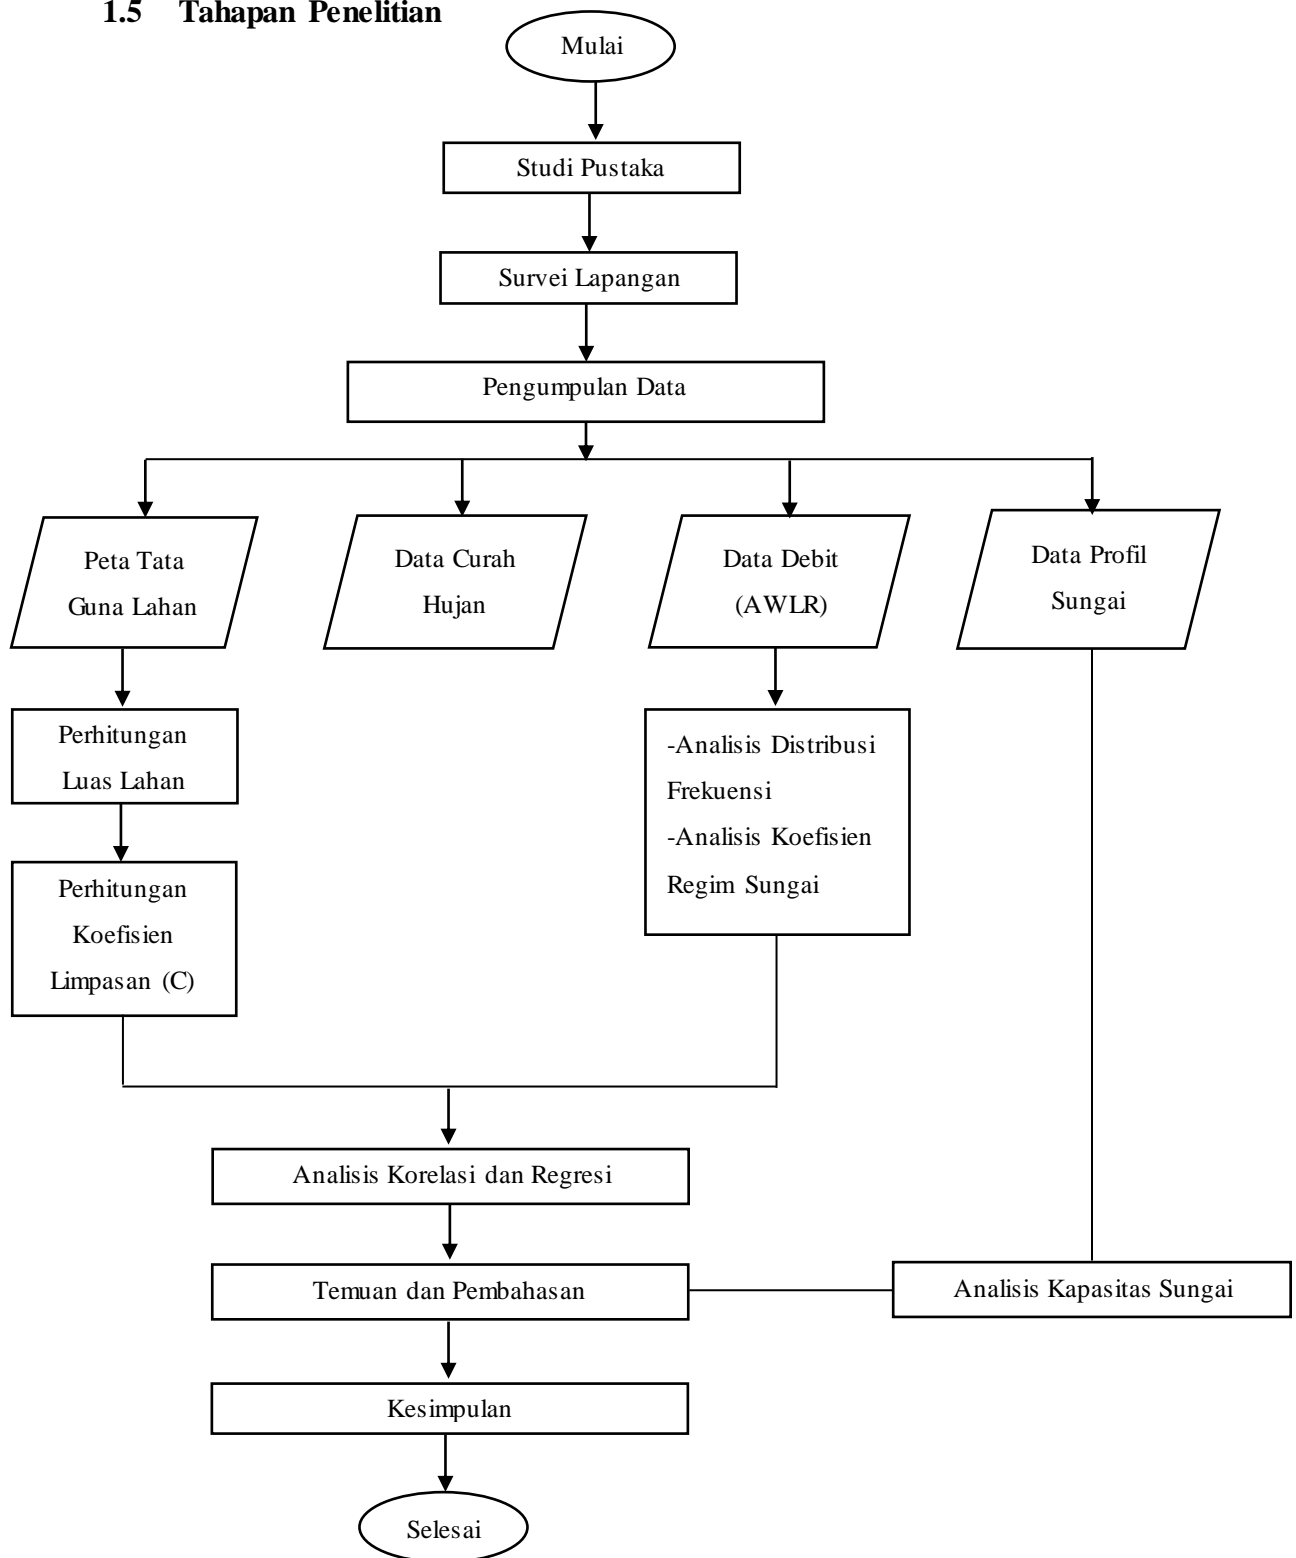 1.5 Tahapan Penelitian
Mulai
Studi Pustaka
Survei Lapangan
Pengumpulan Data
Peta Tata
Guna Lahan
Data Curah
Hujan
Data Debit
(AWLR)
Data Profil
Sungai
Perhitungan
Luas Lahan
-Analisis Distribusi
Frekuensi
-Analisis Koefisien
Regim Sungai
Perhitungan
Koefisien
Limpasan (C)
Analisis Korelasi dan Regresi
Temuan dan Pembahasan
Analisis Kapasitas Sungai
Kesimpulan
Selesai